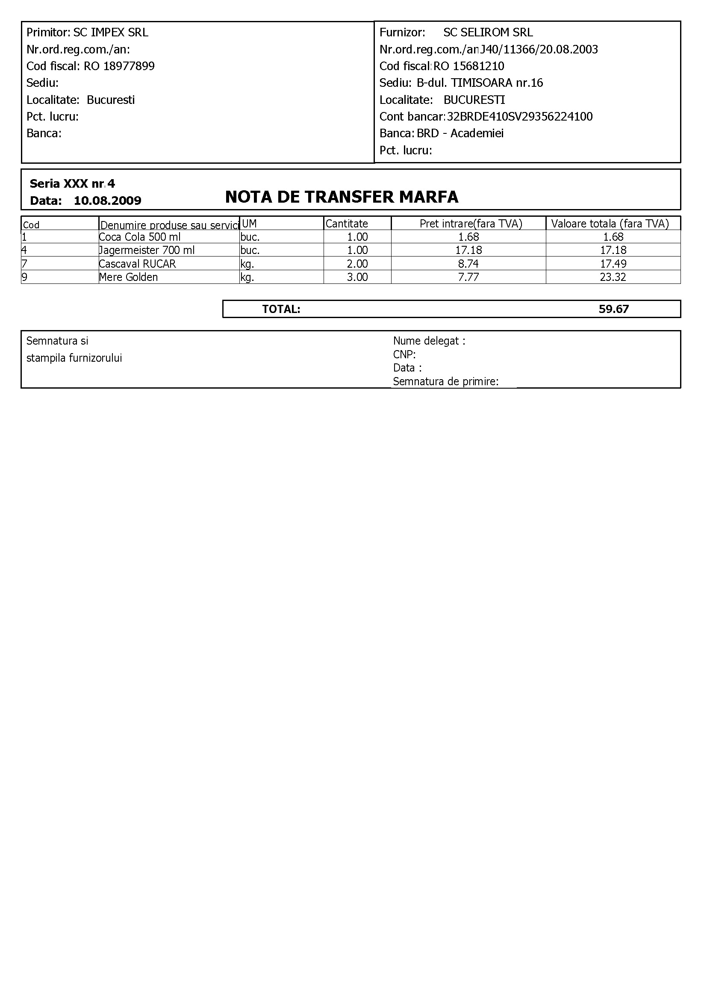 Primitor: SC IMPEX SRL
Nr.ord.reg.com./an:
Cod fiscal: RO 18977899
Sediu:
Localitate: Bucuresti
Pct. lucru:
Banca:
Furnizor: SC SELIROM SRL
Nr.ord.reg.com./an J40/11366/20.08.2003
Cod fiscal: RO 15681210
Sediu: B-dul. TIMISOARA nr.16
Localitate: BUCURESTI
Cont bancar: 32BRDE410SV29356224100
Banca: BRD - Academiei
Pct. lucru:
Seria XXX nr. 4
Data: 10.08.2009
NOTA DE TRANSFER MARFA
Cod Denumire produse sau servici UM Cantitate Pret intrare(fara TVA) Valoare totala (fara TVA)
1 Coca Cola 500 ml buc. 1.00 1.68 1.68
4 Jagermeister 700 ml buc. 1.00 17.18 17.18
7 Cascaval RUCAR kg. 2.00 8.74 17.49
9 Mere Golden kg. 3.00 7.77 23.32
TOTAL: 59.67
Semnatura si
stampila furnizorului
Nume delegat :
CNP:
Data :
Semnatura de primire: